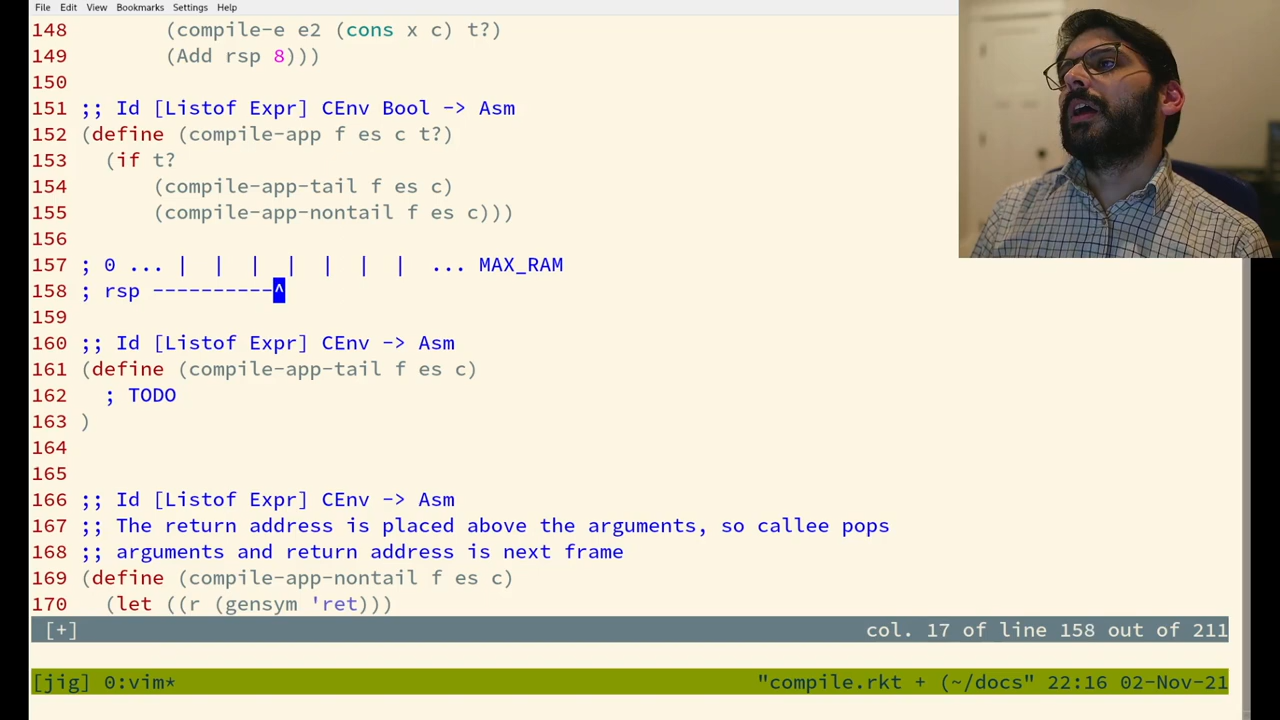 File Edit View Bookmarks Settings Help
148 (compile-e e2 (cons x c) t?)
149 (Add rsp 8)))
150
151 ;; Id [Listof Expr] CEnv Bool -> Asm
152 (define (compile-app f es c t?)
153 (if t?
154 (compile-app-tail f es c)
155 (compile-app-nontail f es c)))
156
157 ; 0 ... | | | | | | | ... MAX_RAM
158 ; rsp ----------^
159
160 ;; Id [Listof Expr] CEnv -> Asm
161 (define (compile-app-tail f es c)
162 ; TODO
163 )
164
165
166 ;; Id [Listof Expr] CEnv -> Asm
167 ;; The return address is placed above the arguments, so callee pops
168 ;; arguments and return address is next frame
169 (define (compile-app-nontail f es c)
170 (let ((r (gensym 'ret)))
[+] col. 17 of line 158 out of 211
[jig] 0:vim* "compile.rkt + (~/docs" 22:16 02-Nov-21